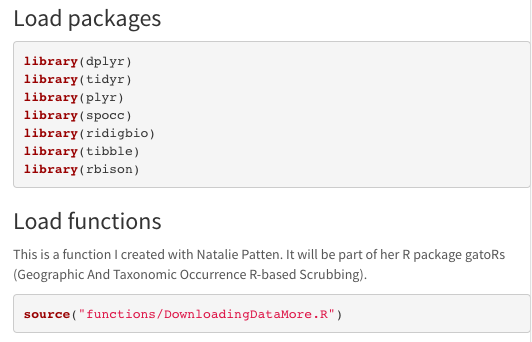 Load packages
library(dplyr)
library(tidyr)
library(plyr)
library(spocc)
library(ridigbio)
library(tibble)
library(rbison)
Load functions
This is a function I created with Natalie Patten. It will be part of her R package gatoRs
(Geographic And Taxonomic Occurrence R-based Scrubbing).
source("functions/DownloadingDataMore.R")